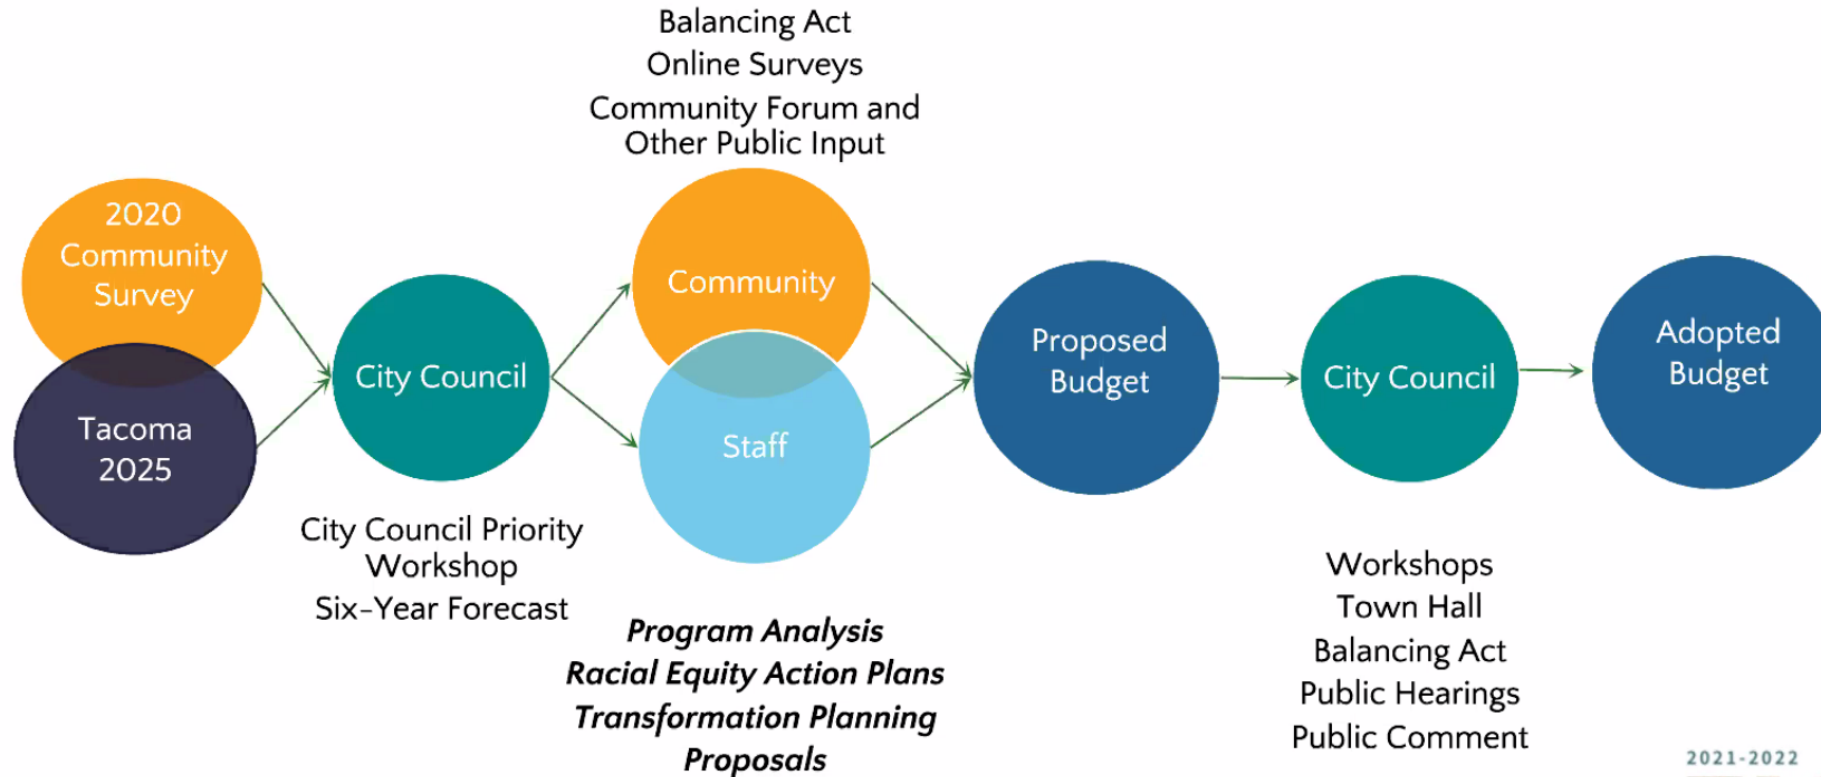 Balancing Act
Online Surveys
Community Forum and
Other Public Input
2020
Community
Survey
Tacoma
2025
City Council
City Council Priority
Workshop
Six-Year Forecast
Community
Staff
Program Analysis
Racial Equity Action Plans
Transformation Planning
Proposals
Proposed
Budget
City Council
Workshops
Town Hall
Balancing Act
Public Hearings
Public Comment
Adopted
Budget
2021-2022